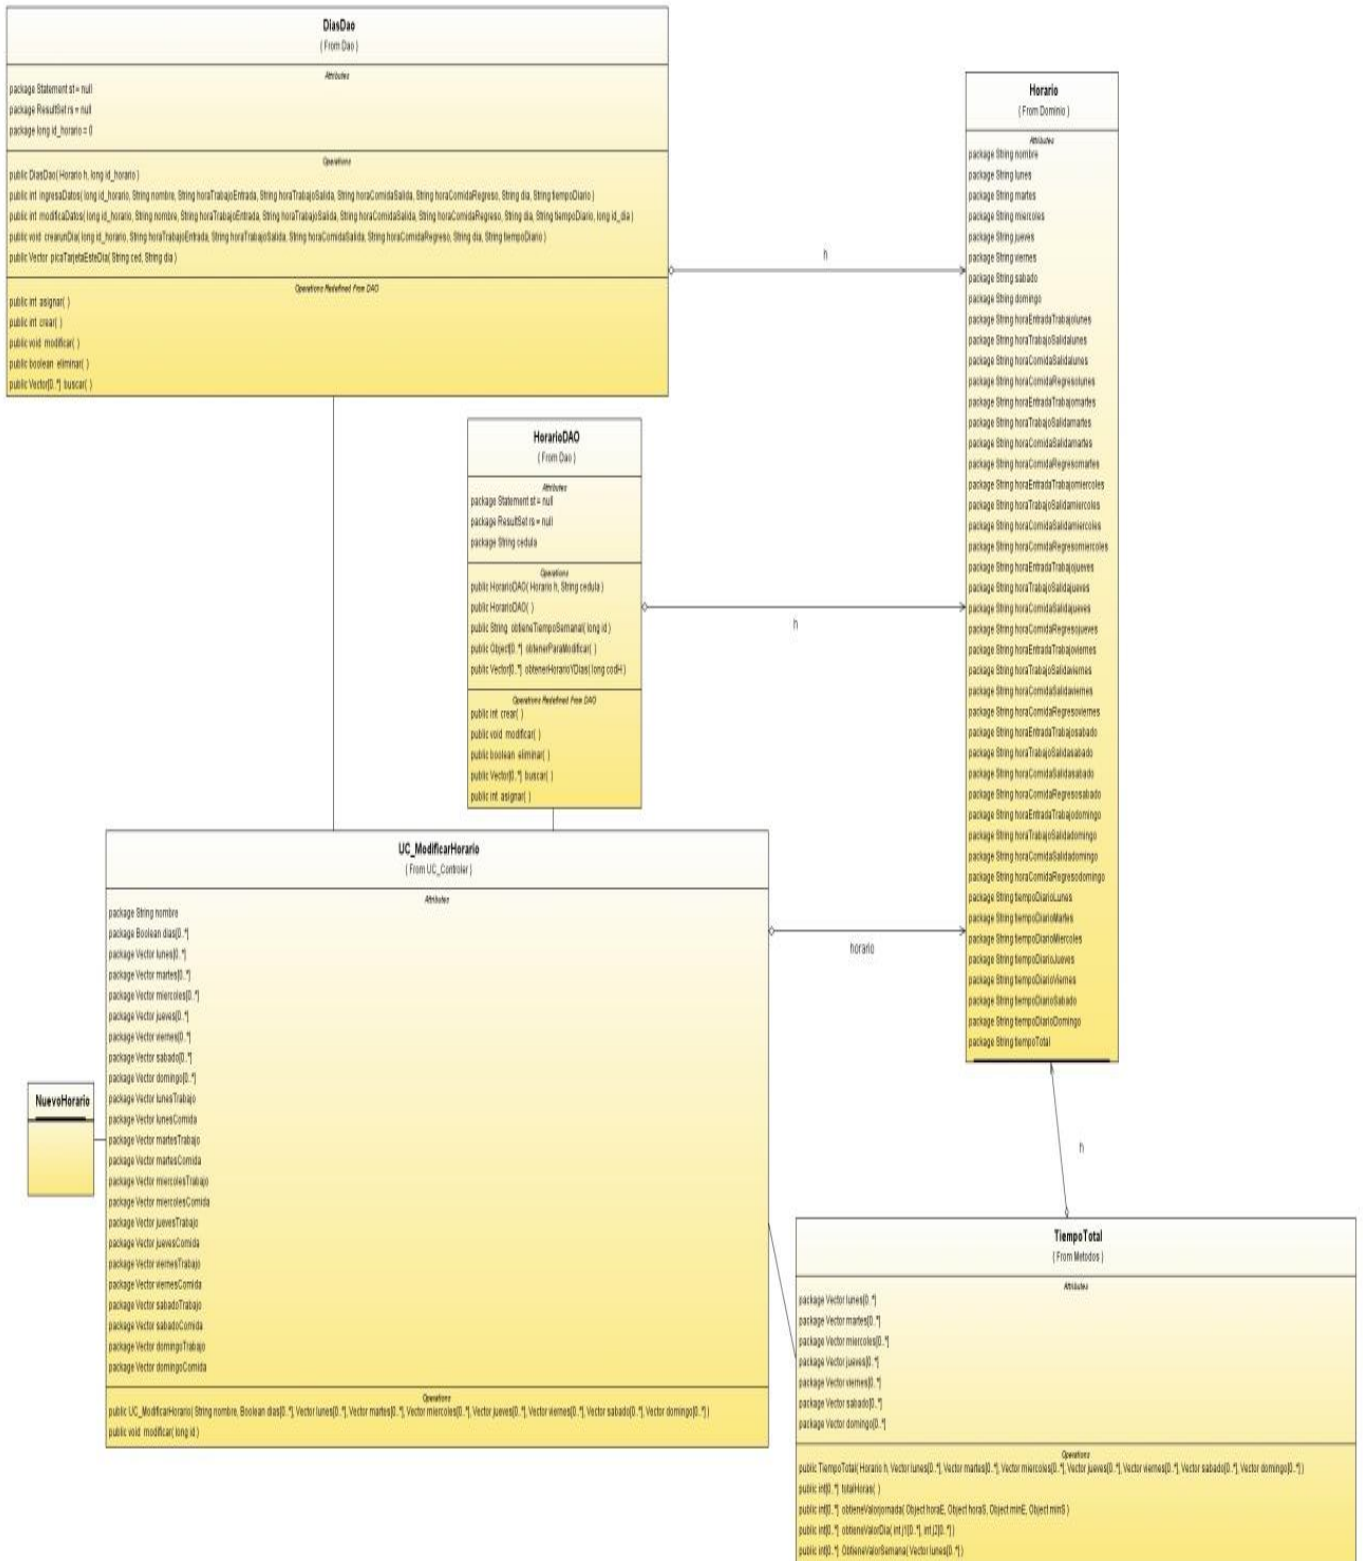 DiasDao
( From Dao )
Attributes
package Statement st = null
package ResultSet rs = null
package long id_horario = 0
Operations
public DiasDao( Horario h, long id_horario )
public int ingresaDatos( long id_horario, String nombre, String horaTrabajoEntrada, String horaTrabajoSalida, String horaComidaSalida, String horaComidaRegreso, String dia, String tiempoDiario )
public int modificaDatos( long id_horario, String nombre, String horaTrabajoEntrada, String horaTrabajoSalida, String horaComidaSalida, String horaComidaRegreso, String dia, String tiempoDiario, long id_dia )
public void crearunDia( long id_horario, String horaTrabajoEntrada, String horaTrabajoSalida, String horaComidaSalida, String horaComidaRegreso, String dia, String tiempoDiario )
public Vector picaTarjetaEsteDia( String ced, String dia )
Operations Redefined From DAO
public int asignar( )
public int crear( )
public void modificar( )
public boolean eliminar( )
public Vector[0..*] buscar( )
h
Horario
( From Dominio )
Attributes
package String nombre
package String lunes
package String martes
package String miercoles
package String jueves
package String viernes
package String sabado
package String domingo
package String horaEntradaTrabajolunes
package String horaTrabajoSalidalunes
package String horaComidaSalidalunes
package String horaComidaRegresolunes
package String horaEntradaTrabajomartes
package String horaTrabajoSalidamartes
package String horaComidaSalidamartes
package String horaComidaRegresomartes
package String horaEntradaTrabajomiercoles
package String horaTrabajoSalidamiercoles
package String horaComidaSalidamiercoles
package String horaComidaRegresomiercoles
package String horaEntradaTrabajojueves
package String horaTrabajoSalidajueves
package String horaComidaSalidajueves
package String horaComidaRegresojueves
package String horaEntradaTrabajoviernes
package String horaTrabajoSalidaviernes
package String horaComidaSalidaviernes
package String horaComidaRegresoviernes
package String horaEntradaTrabajosabado
package String horaTrabajoSalidasabado
package String horaComidaSalidasabado
package String horaComidaRegresosabado
package String horaEntradaTrabajodomingo
package String horaTrabajoSalidadomingo
package String horaComidaSalidadomingo
package String horaComidaRegresodomingo
package String tiempoDiarioLunes
package String tiempoDiarioMartes
package String tiempoDiarioMiercoles
package String tiempoDiarioJueves
package String tiempoDiarioViernes
package String tiempoDiarioSabado
package String tiempoDiarioDomingo
package String tiempoTotal
HorarioDAO
( From Dao )
Attributes
package Statement st = null
package ResultSet rs = null
package String cedula
Operations
public HorarioDAO( Horario h, String cedula )
public HorarioDAO( )
public String obtieneTiempoSemanal( long id )
public Object[0..*] obtenerParaModificar( )
public Vector[0..*] obtenerHorarioYDias( long codH )
Operations Redefined From DAO
public int crear( )
public void modificar( )
public boolean eliminar( )
public Vector[0..*] buscar( )
public int asignar( )
h
UC_ModificarHorario
( From UC_Controler )
Attributes
package String nombre
package Boolean dias[0..*]
package Vector lunes[0..*]
package Vector martes[0..*]
package Vector miercoles[0..*]
package Vector jueves[0..*]
package Vector viernes[0..*]
package Vector sabado[0..*]
package Vector domingo[0..*]
package Vector lunesTrabajo
package Vector lunesComida
package Vector martesTrabajo
package Vector martesComida
package Vector miercolesTrabajo
package Vector miercolesComida
package Vector juevesTrabajo
package Vector juevesComida
package Vector viernesTrabajo
package Vector viernesComida
package Vector sabadoTrabajo
package Vector sabadoComida
package Vector domingoTrabajo
package Vector domingoComida
Operations
public UC_ModificarHorario( String nombre, Boolean dias[0..*], Vector lunes[0..*], Vector martes[0..*], Vector miercoles[0..*], Vector jueves[0..*], Vector viernes[0..*], Vector sabado[0..*], Vector domingo[0..*] )
public void modificar( long id )
horario
NuevoHorario
h
TiempoTotal
( From Metodos )
Attributes
package Vector lunes[0..*]
package Vector martes[0..*]
package Vector miercoles[0..*]
package Vector jueves[0..*]
package Vector viernes[0..*]
package Vector sabado[0..*]
package Vector domingo[0..*]
Operations
public TiempoTotal( Horario h, Vector lunes[0..*], Vector martes[0..*], Vector miercoles[0..*], Vector jueves[0..*], Vector viernes[0..*], Vector sabado[0..*], Vector domingo[0..*] )
public int[0..*] totalHoras( )
public int[0..*] obtieneValorjornada( Object horaE, Object horaS, Object minE, Object minS )
public int[0..*] obtieneValorDia( int j1[0..*], int j2[0..*] )
public int[0..*] ObtieneValorSemana( Vector lunes[0..*] )